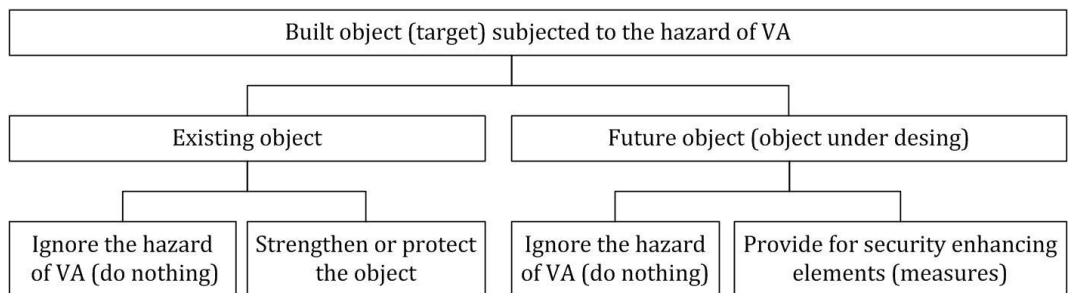 Built object (target) subjected to the hazard of VA
Existing object
Future object (object under desing)
Ignore the hazard
of VA (do nothing)
Strengthen or protect
the object
Ignore the hazard
of VA (do nothing)
Provide for security enhancing
elements (measures)